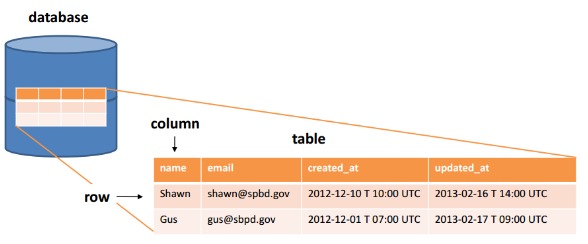 database
column
table
name email created_at updated_at
row
Shawn shawn@spbd.gov 2012-12-10 T 10:00 UTC 2013-02-16 T 14:00 UTC
Gus gus@sbpd.gov 2012-12-01 T 07:00 UTC 2013-02-17 T 09:00 UTC